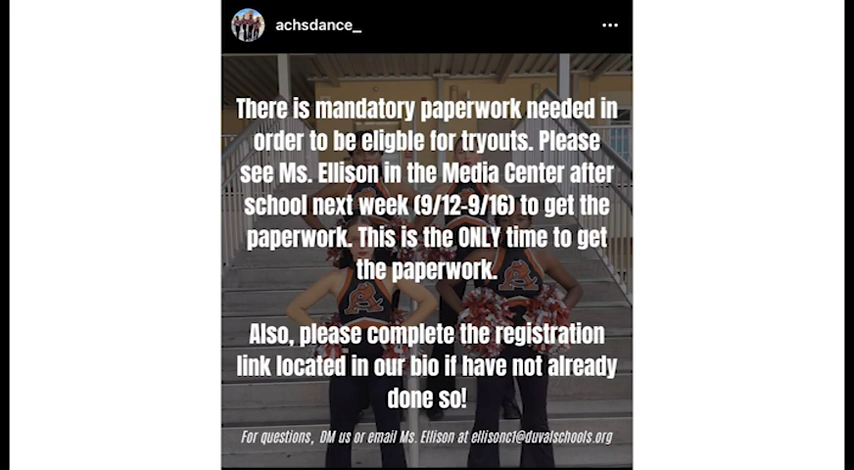 achsdance_
There is mandatory paperwork needed in
order to be eligble for tryouts. Please
see Ms. Ellison in the Media Center after
school next week (9/12-9/16) to get the
paperwork. This is the ONLY time to get
the paperwork.
Also, please complete the registration
link located in our bio if have not already
done so!
For questions, DM us or email Ms. Ellison at ellisonc1@duvalschools.org
A
A